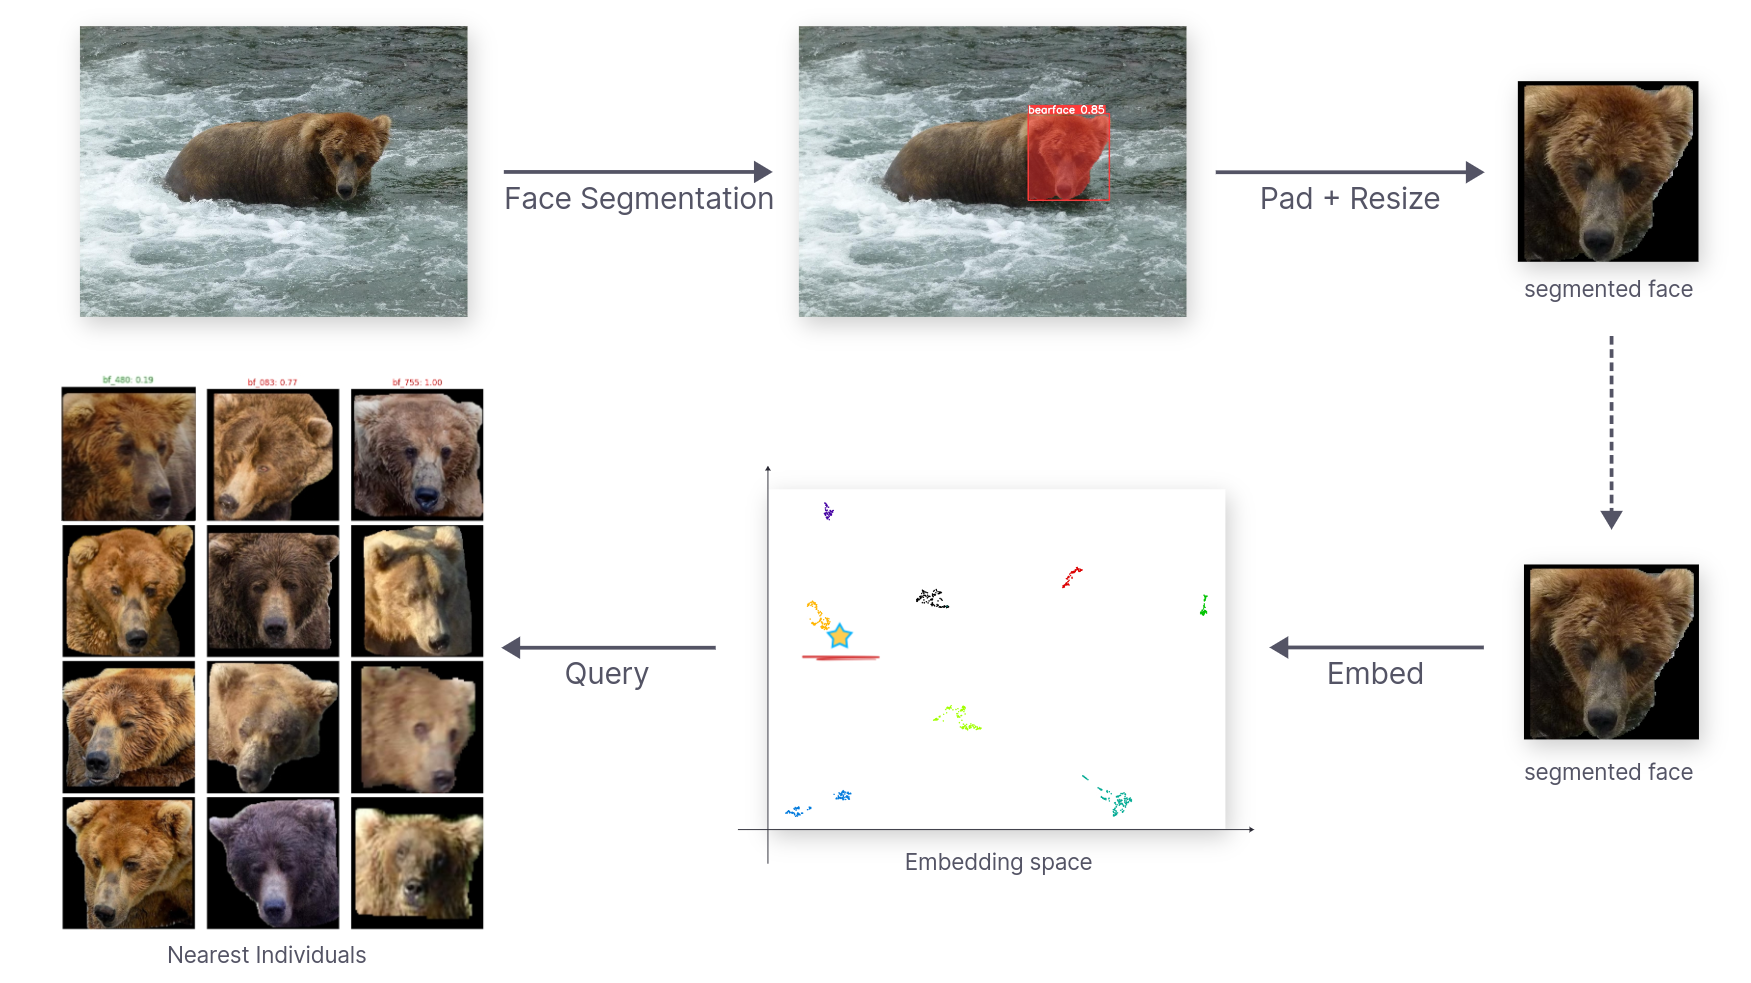 bearface 0.85
Face Segmentation
Pad + Resize
segmented face
bf_480: 0.19
bf_083: 0.77
bf_755: 1.00
Query
Embed
segmented face
Embedding space
Nearest Individuals